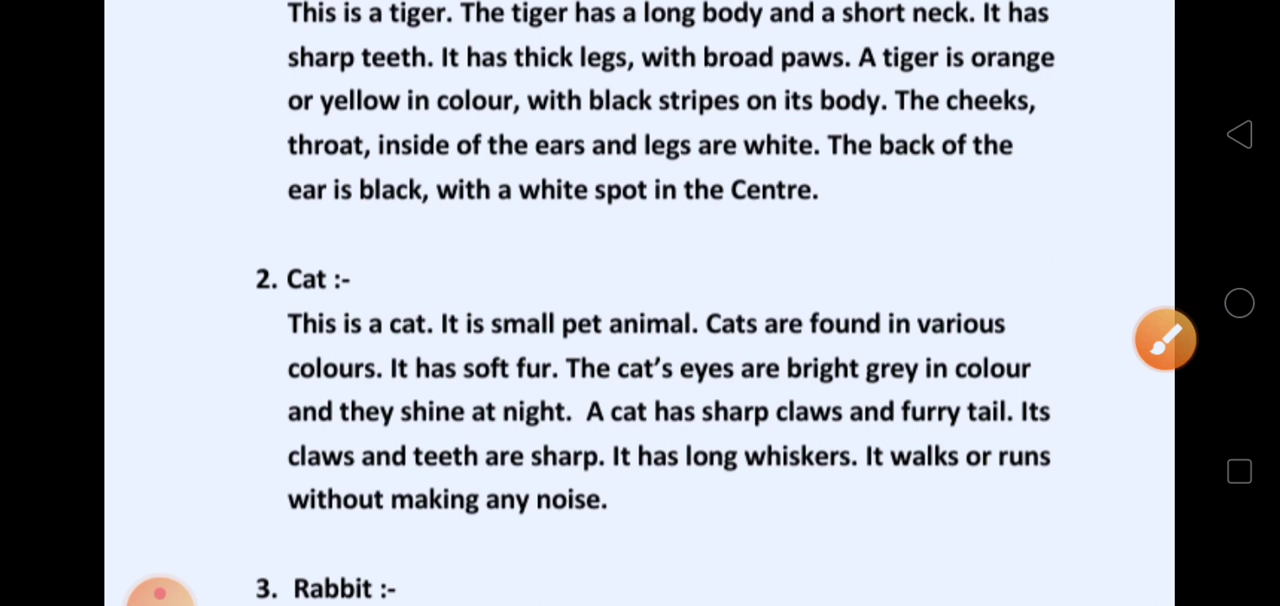 This is a tiger. The tiger has a long body and a short neck. It has
sharp teeth. It has thick legs, with broad paws. A tiger is orange
or yellow in colour, with black stripes on its body. The cheeks,
throat, inside of the ears and legs are white. The back of the
ear is black, with a white spot in the Centre.
2. Cat :-
This is a cat. It is small pet animal. Cats are found in various
colours. It has soft fur. The cat’s eyes are bright grey in colour
and they shine at night.  A cat has sharp claws and furry tail. Its
claws and teeth are sharp. It has long whiskers. It walks or runs
without making any noise.
3.  Rabbit :-